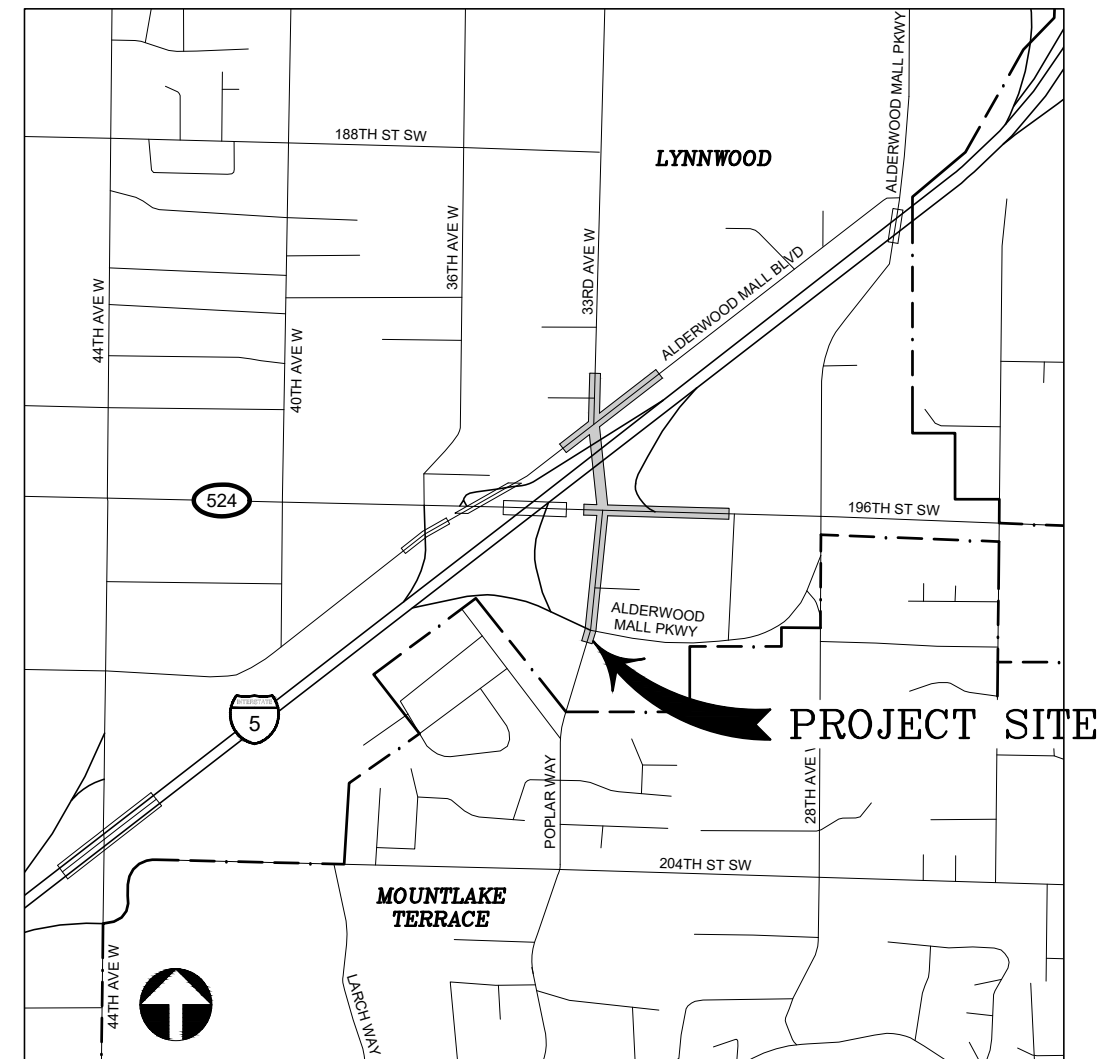 ALDERWOOD MALL PKWY
188TH ST SW
LYNNWOOD
36TH AVE W
33RD AVE W
44TH AVE W
40TH AVE W
ALDERWOOD MALL BLVD
524
196TH ST SW
ALDERWOOD
MALL PKWY
INTERSTATE
5
PROJECT SITE
POPLAR WAY
28TH AVE
204TH ST SW
MOUNTLAKE
TERRACE
44TH AVE W
LARCH WAY